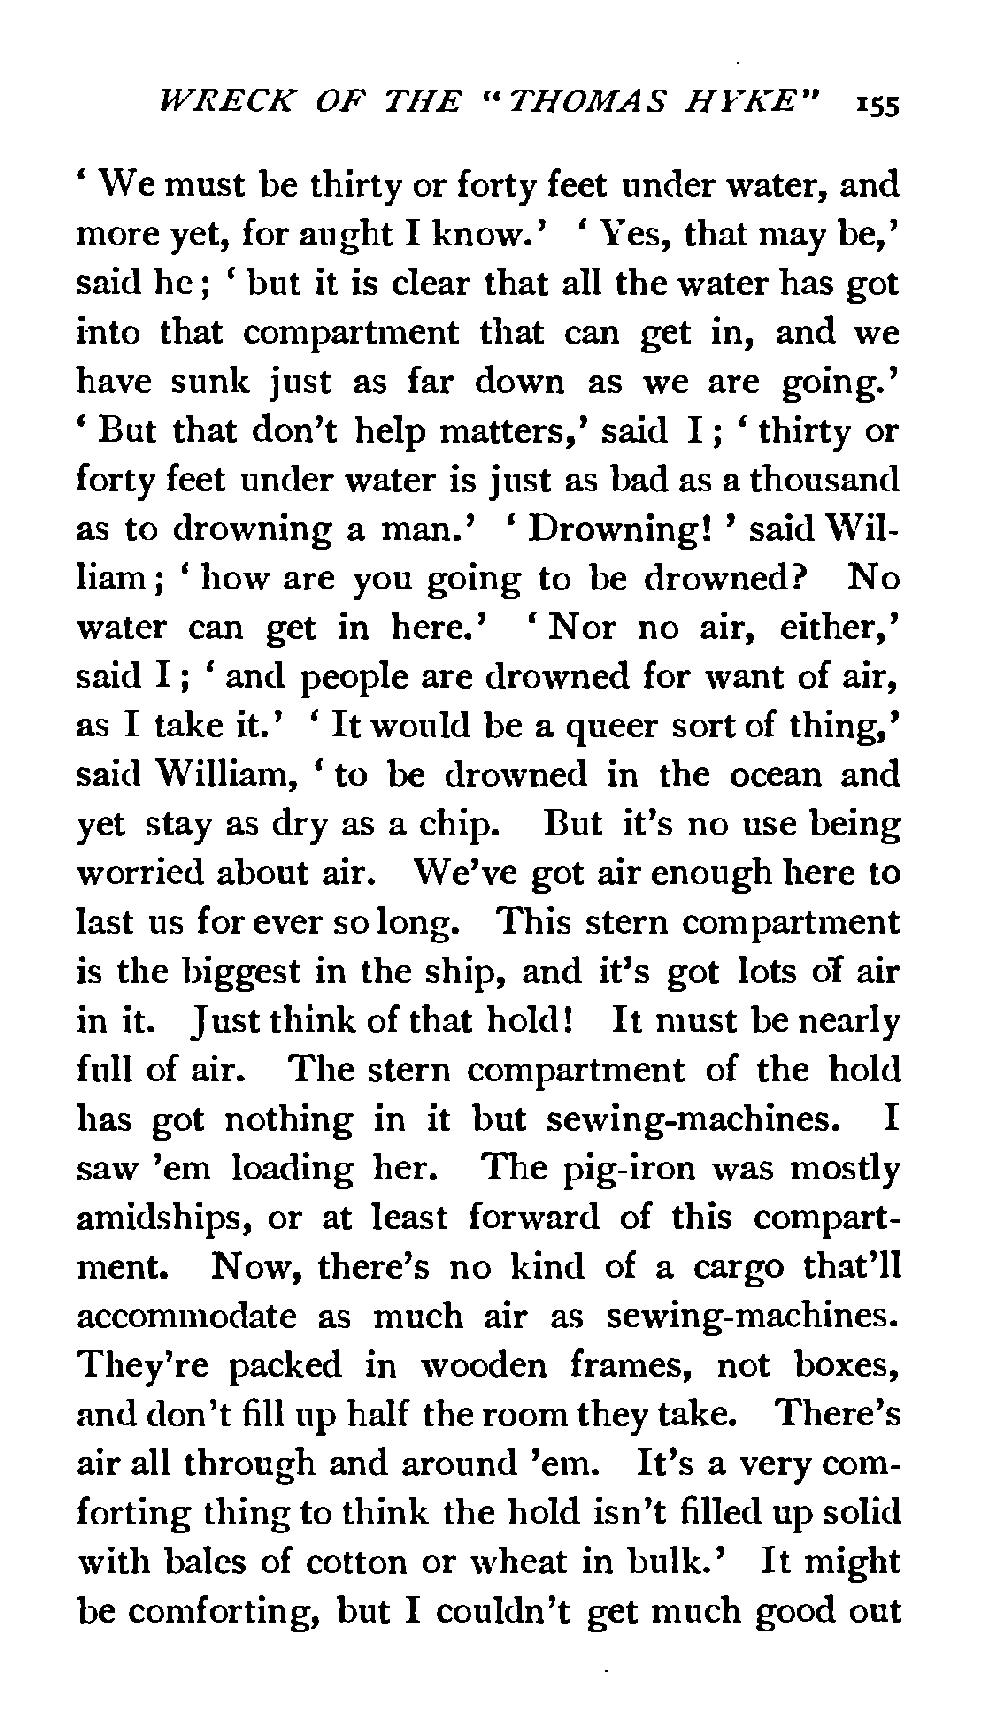 WRECK OF THE "THOMAS HYKE" 155
‘ We must be thirty or forty feet under water, and
more yet, for aught I know.’ ‘ Yes, that may be,’
said he ; ‘ but it is clear that all the water has got
into that compartment that can get in, and we
have sunk just as far down as we are going.’
‘ But that don’t help matters,’ said I ; ‘ thirty or
forty feet under water is just as bad as a thousand
as to drowning a man.’ ‘ Drowning! ’ said Wil-
liam ; ‘ how are you going to be drowned? No
water can get in here.’ ‘ Nor no air, either,’
said I ; ‘ and people are drowned for want of air,
as I take it.’ ‘ It would be a queer sort of thing,’
said William, ‘ to be drowned in the ocean and
yet stay as dry as a chip. But it’s no use being
worried about air. We’ve got air enough here to
last us for ever so long. This stern compartment
is the biggest in the ship, and it’s got lots of air
in it. Just think of that hold! It must be nearly
full of air. The stern compartment of the hold
has got nothing in it but sewing-machines. I
saw ’em loading her. The pig-iron was mostly
amidships, or at least forward of this compart-
ment. Now, there’s no kind of a cargo that’ll
accommodate as much air as sewing-machines.
They’re packed in wooden frames, not boxes,
and don’t fill up half the room they take. There’s
air all through and around ’em. It’s a very com-
forting thing to think the hold isn’t filled up solid
with bales of cotton or wheat in bulk.’ It might
be comforting, but I couldn’t get much good out